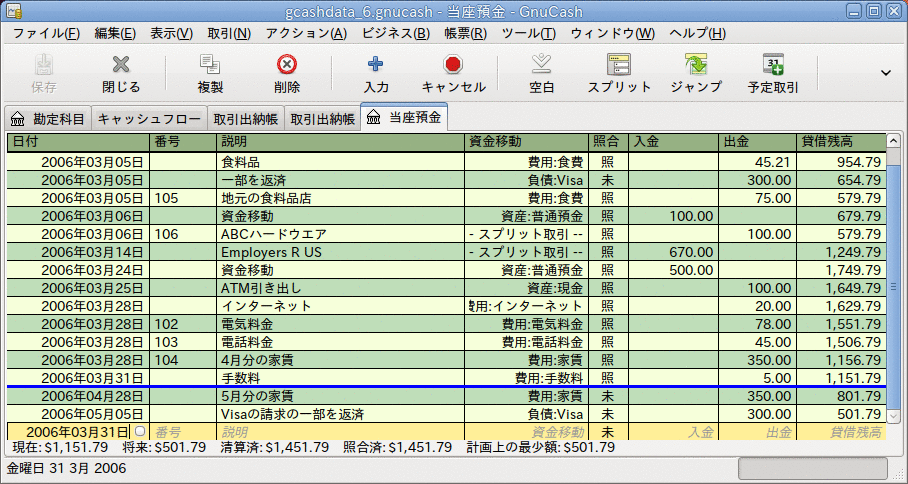 gcashdata_6.gnucash - 当座預金 - GnuCash
ファイル(F) 編集(E) 表示(V) 取引(N) アクション(A) ビジネス(B) 帳票(R) ツール(T) ウィンドウ(W) ヘルプ(H)
保存 閉じる 複製 削除 入力 キャンセル 空白 スプリット ジャンプ 予定取引
勘定科目 キャッシュフロー 取引出納帳 取引出納帳 当座預金
日付 番号 説明 資金移動 照合 入金 出金 貸借残高
2006年03月05日 食料品 費用:食費 照 45.21 954.79
2006年03月05日 一部を返済 負債:Visa 未 300.00 654.79
2006年03月05日 105 地元の食料品店 費用:食費 照 75.00 579.79
2006年03月06日 資金移動 資産:普通預金 照 100.00 679.79
2006年03月06日 106 ABCハードウエア - スプリット取引 -- 照 100.00 579.79
2006年03月14日 Employers R US - スプリット取引 -- 照 670.00 1,249.79
2006年03月24日 資金移動 資産:普通預金 照 500.00 1,749.79
2006年03月25日 ATM引き出し 資産:現金 照 100.00 1,649.79
2006年03月28日 インターネット 費用:インターネット 照 20.00 1,629.79
2006年03月28日 102 電気料金 費用:電気料金 照 78.00 1,551.79
2006年03月28日 103 電話料金 費用:電話料金 照 45.00 1,506.79
2006年03月28日 104 4月分の家賃 費用:家賃 照 350.00 1,156.79
2006年03月31日 手数料 費用:手数料 照 5.00 1,151.79
2006年04月28日 5月分の家賃 費用:家賃 未 350.00 801.79
2006年05月05日 Visaの請求の一部を返済 負債:Visa 未 300.00 501.79
2006年03月31日 番号 説明 資金移動 未 入金 出金 貸借残高
現在: $1,151.79 将来: $501.79 清算済: $1,451.79 照合済: $1,451.79 計画上の最少額: $501.79
金曜日 31 3月 2006